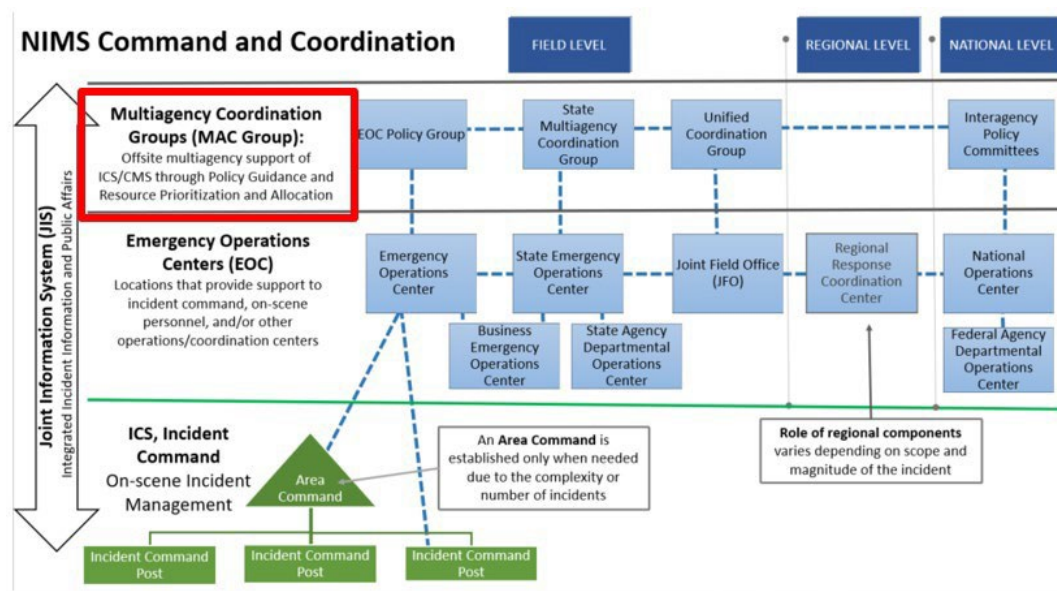 NIMS Command and Coordination
FIELD LEVEL
REGIONAL LEVEL
NATIONAL LEVEL
Joint Information System (JIS)
Integrated Incident Information and Public Affairs
Multiagency Coordination
Groups (MAC Group):
Offsite multiagency support of
ICS/CMS through Policy Guidance and
Resource Prioritization and Allocation
EOC Policy Group
State
Multiagency
Coordination
Group
Unified
Coordination
Group
Interagency
Policy
Committees
Emergency Operations
Centers (EOC)
Locations that provide support to
incident command, on-scene
personnel, and/or other
operations/coordination centers
Emergency
Operations
Center
State Emergency
Operations
Center
Joint Field Office
(JFO)
Regional
Response
Coordination
Center
National
Operations
Center
Business
Emergency
Operations
Center
State Agency
Departmental
Operations
Center
Federal Agency
Departmental
Operations
Center
ICS, Incident
Command
On-scene Incident
Management
Area
Command
An Area Command is
established only when needed
due to the complexity or
number of incidents
Role of regional components
varies depending on scope and
magnitude of the incident
Incident Command
Post
Incident Command
Post
Incident Command
Post